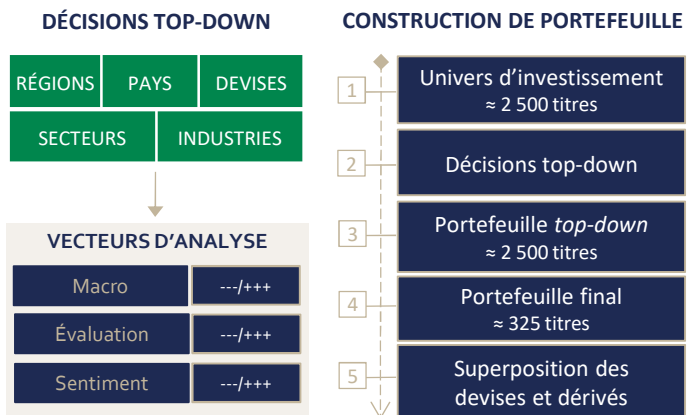 DÉCISIONS TOP-DOWN
RÉGIONS
PAYS
DEVISES
SECTEURS
INDUSTRIES
VECTEURS D'ANALYSE
Macro
---/+++
Évaluation
---/+++
Sentiment
---/+++
CONSTRUCTION DE PORTEFEUILLE
1
Univers d'investissement
≈ 2 500 titres
2
Décisions top-down
3
Portefeuille top-down
≈ 2 500 titres
4
Portefeuille final
≈ 325 titres
5
Superposition des
devises et dérivés